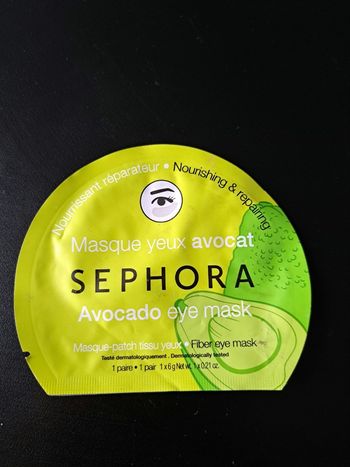 Nourrissant réparateur • Nourishing & repairing
Masque yeux avocat
SEPHORA
Avocado eye mask
Masque-patch tissu yeux • Fiber eye mask
Testé dermatologiquement . Dermatologically tested
1 paire • 1 pair 1 x 6 g Net wt. 1 x 0.21 oz.